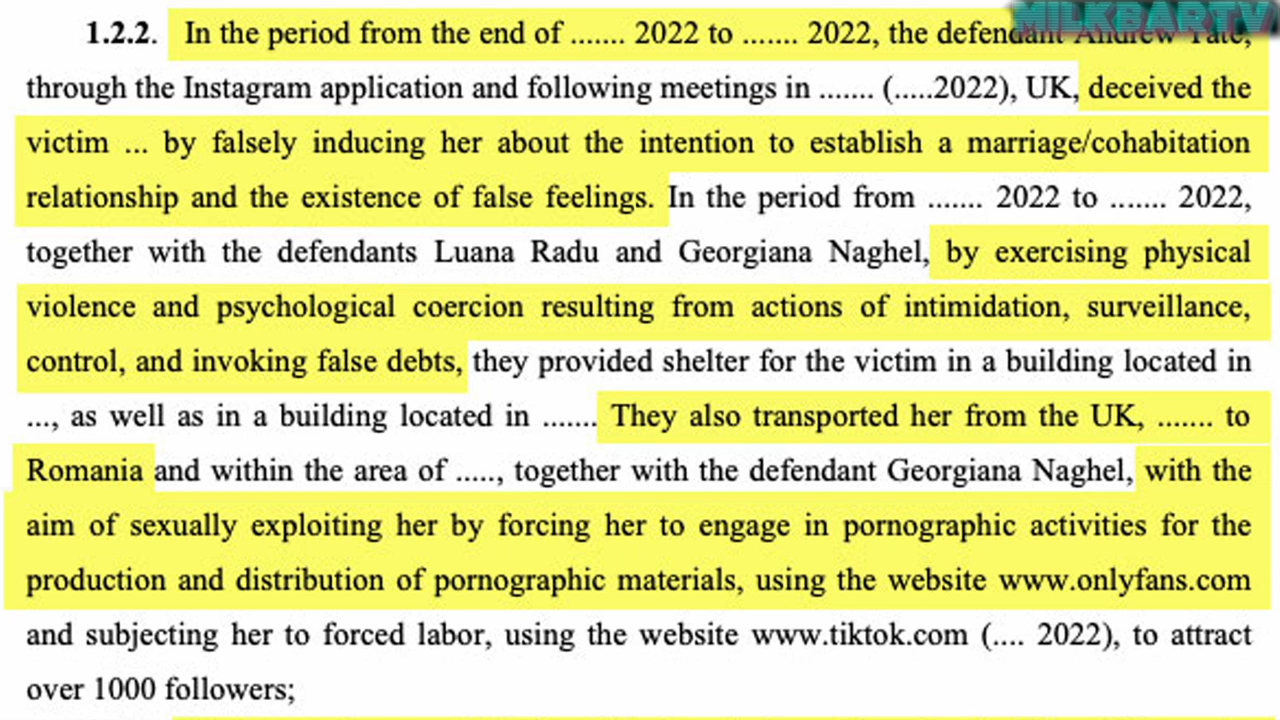 MILKBARTV
1.2.2. In the period from the end of ....... 2022 to ....... 2022, the defendant Andrew Tate,
through the Instagram application and following meetings in ....... (.....2022), UK, deceived the
victim ... by falsely inducing her about the intention to establish a marriage/cohabitation
relationship and the existence of false feelings. In the period from ....... 2022 to ....... 2022,
together with the defendants Luana Radu and Georgiana Naghel, by exercising physical
violence and psychological coercion resulting from actions of intimidation, surveillance,
control, and invoking false debts, they provided shelter for the victim in a building located in
..., as well as in a building located in ....... They also transported her from the UK, ....... to
Romania and within the area of ....., together with the defendant Georgiana Naghel, with the
aim of sexually exploiting her by forcing her to engage in pornographic activities for the
production and distribution of pornographic materials, using the website www.onlyfans.com
and subjecting her to forced labor, using the website www.tiktok.com (.... 2022), to attract
over 1000 followers;